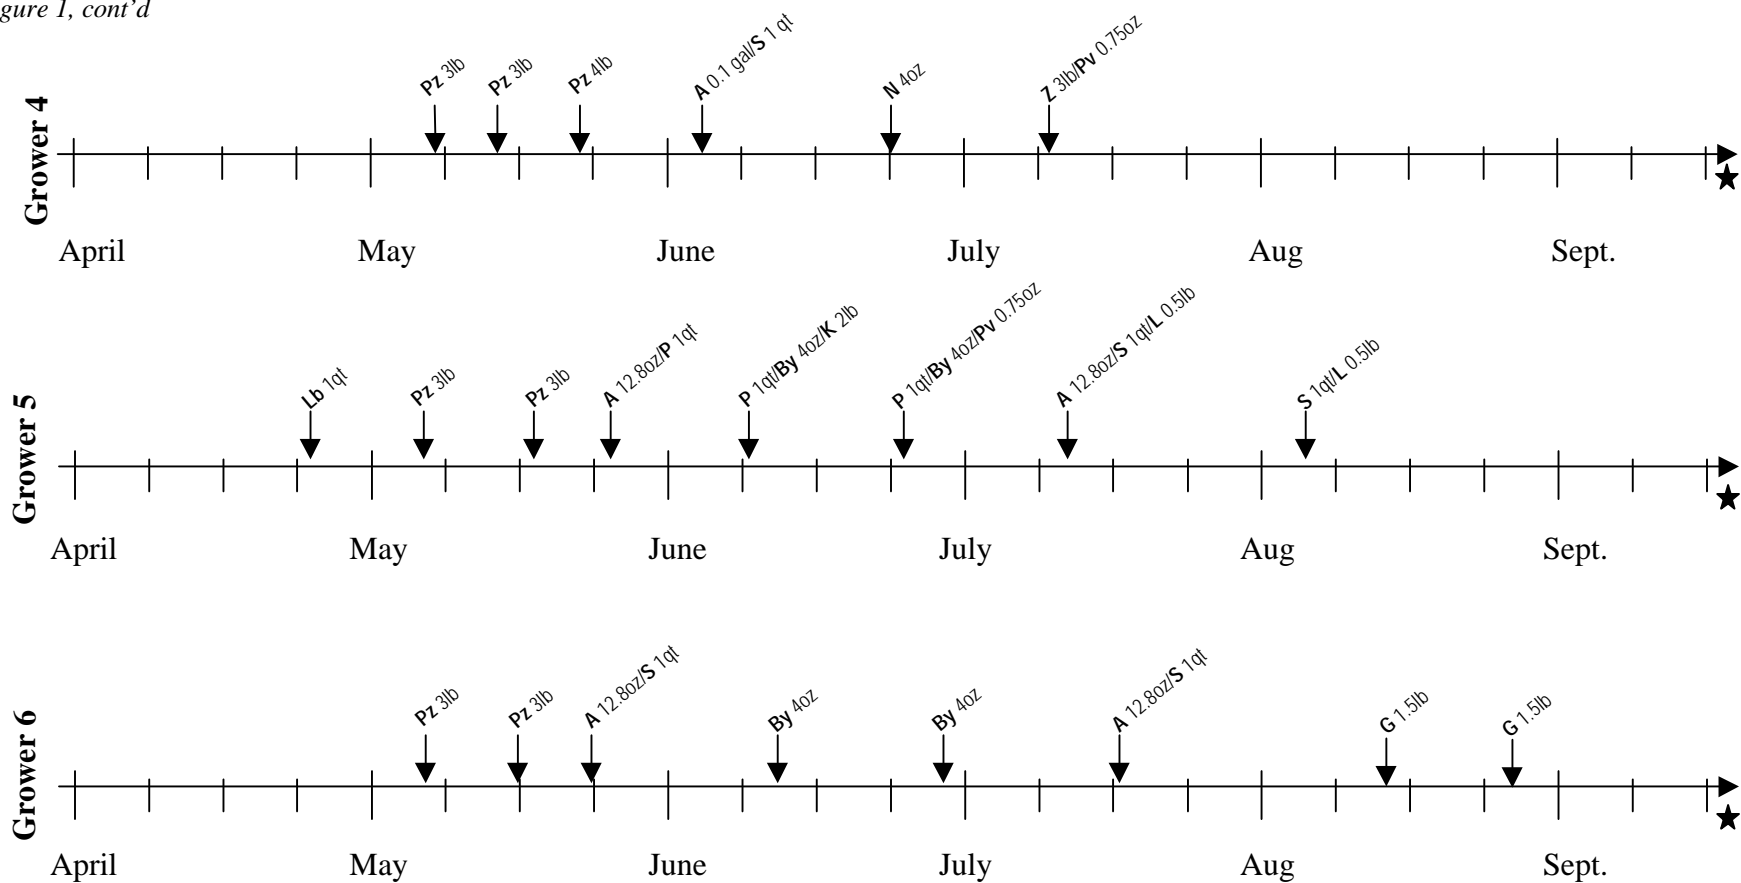 gure 1, cont'd
Grower 4
Pz 3lb
Pz 3lb
Pz 4lb
A 0.1 gal/S 1 qt
N 4oz
Z 3lb/Pv 0.75oz
April May June July Aug Sept.
Grower 5
Lb 1qt
Pz 3lb
Pz 3lb
A 12.8oz/P 1qt
P 1qt/By 4oz/K 2lb
P 1qt/By 4oz/Pv 0.75oz
A 12.8oz/S 1qt/L 0.5lb
S 1qt/L 0.5lb
April May June July Aug Sept.
Grower 6
Pz 3lb
Pz 3lb
A 12.8oz/S 1qt
By 4oz
By 4oz
A 12.8oz/S 1qt
G 1.5lb
G 1.5lb
April May June July Aug Sept.